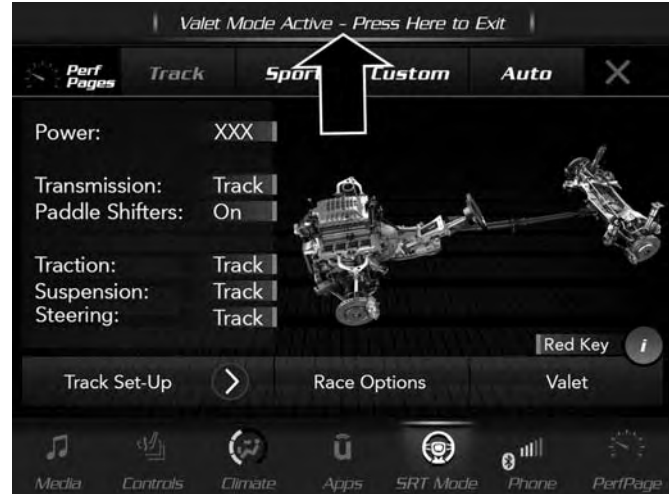 Valet Mode Active - Press Here to Exit
Perf Pages Track Sport Custom Auto X
Power: XXX
Transmission: Track
Paddle Shifters: On
Traction: Track
Suspension: Track
Steering: Track
Red Key i
Track Set-Up > Race Options Valet
Media Controls Climate Apps SRT Mode Phone PerfPage